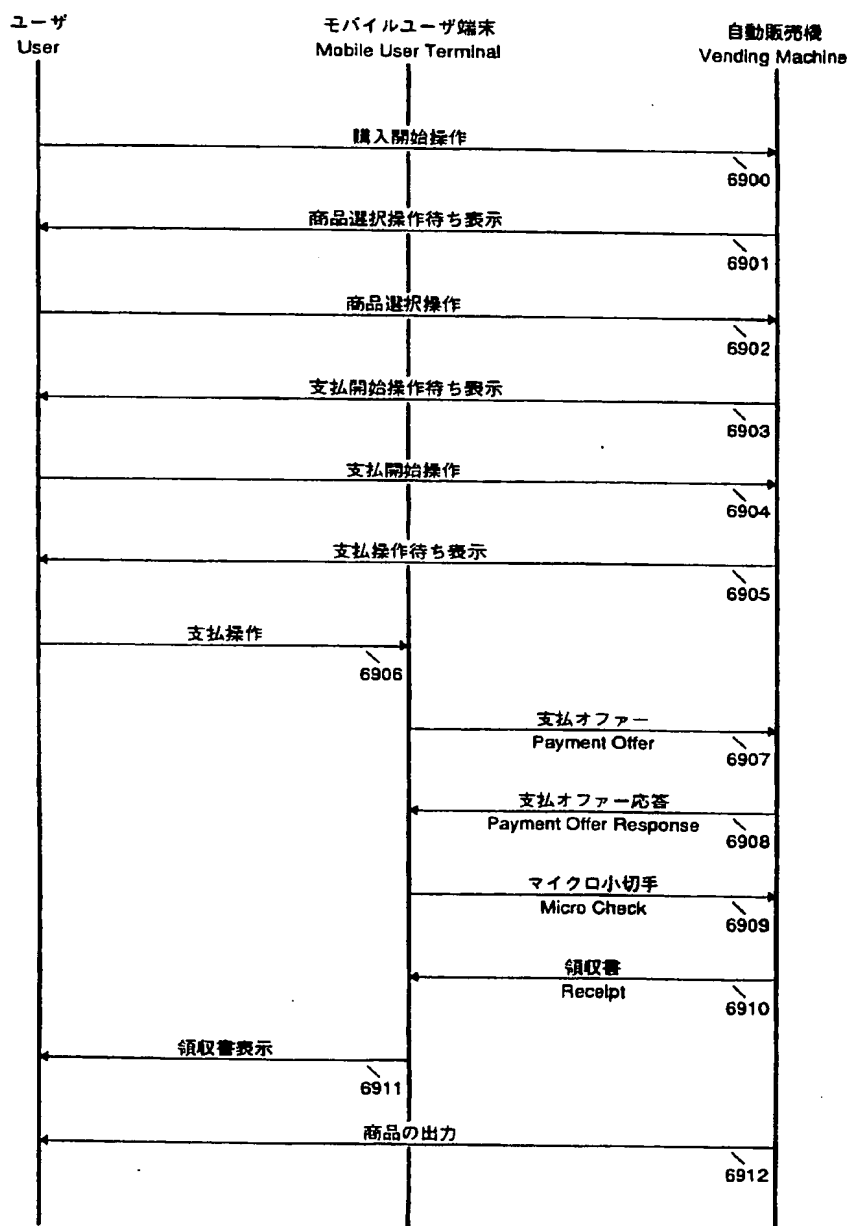 ユーザ
User
モバイルユーザ端末
Mobile User Terminal
自動販売機
Vending Machine
購入開始操作
6900
商品選択操作待ち表示
6901
商品選択操作
6902
支払開始操作待ち表示
6903
支払開始操作
6904
支払操作待ち表示
6905
支払操作
6906
支払オファー
Payment Offer
6907
支払オファー応答
Payment Offer Response
6908
マイクロ小切手
Micro Check
6909
領収書
Receipt
6910
領収書表示
6911
商品の出力
6912